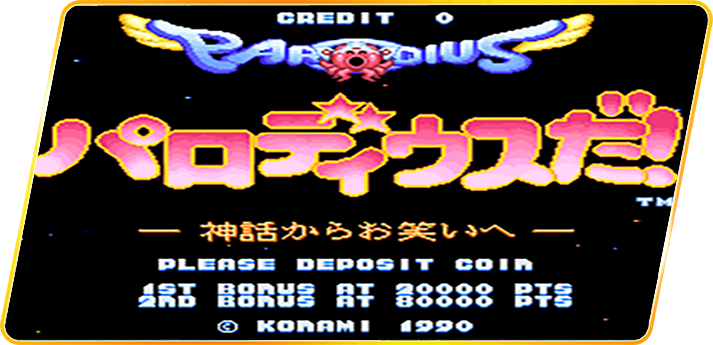 CREDIT 0
PARODIUS
パロディウスだ!
TM
― 神話からお笑いへ ―
PLEASE DEPOSIT COIN
1ST BONUS AT 20000 PTS
2ND BONUS AT 80000 PTS
© KONAMI 1990